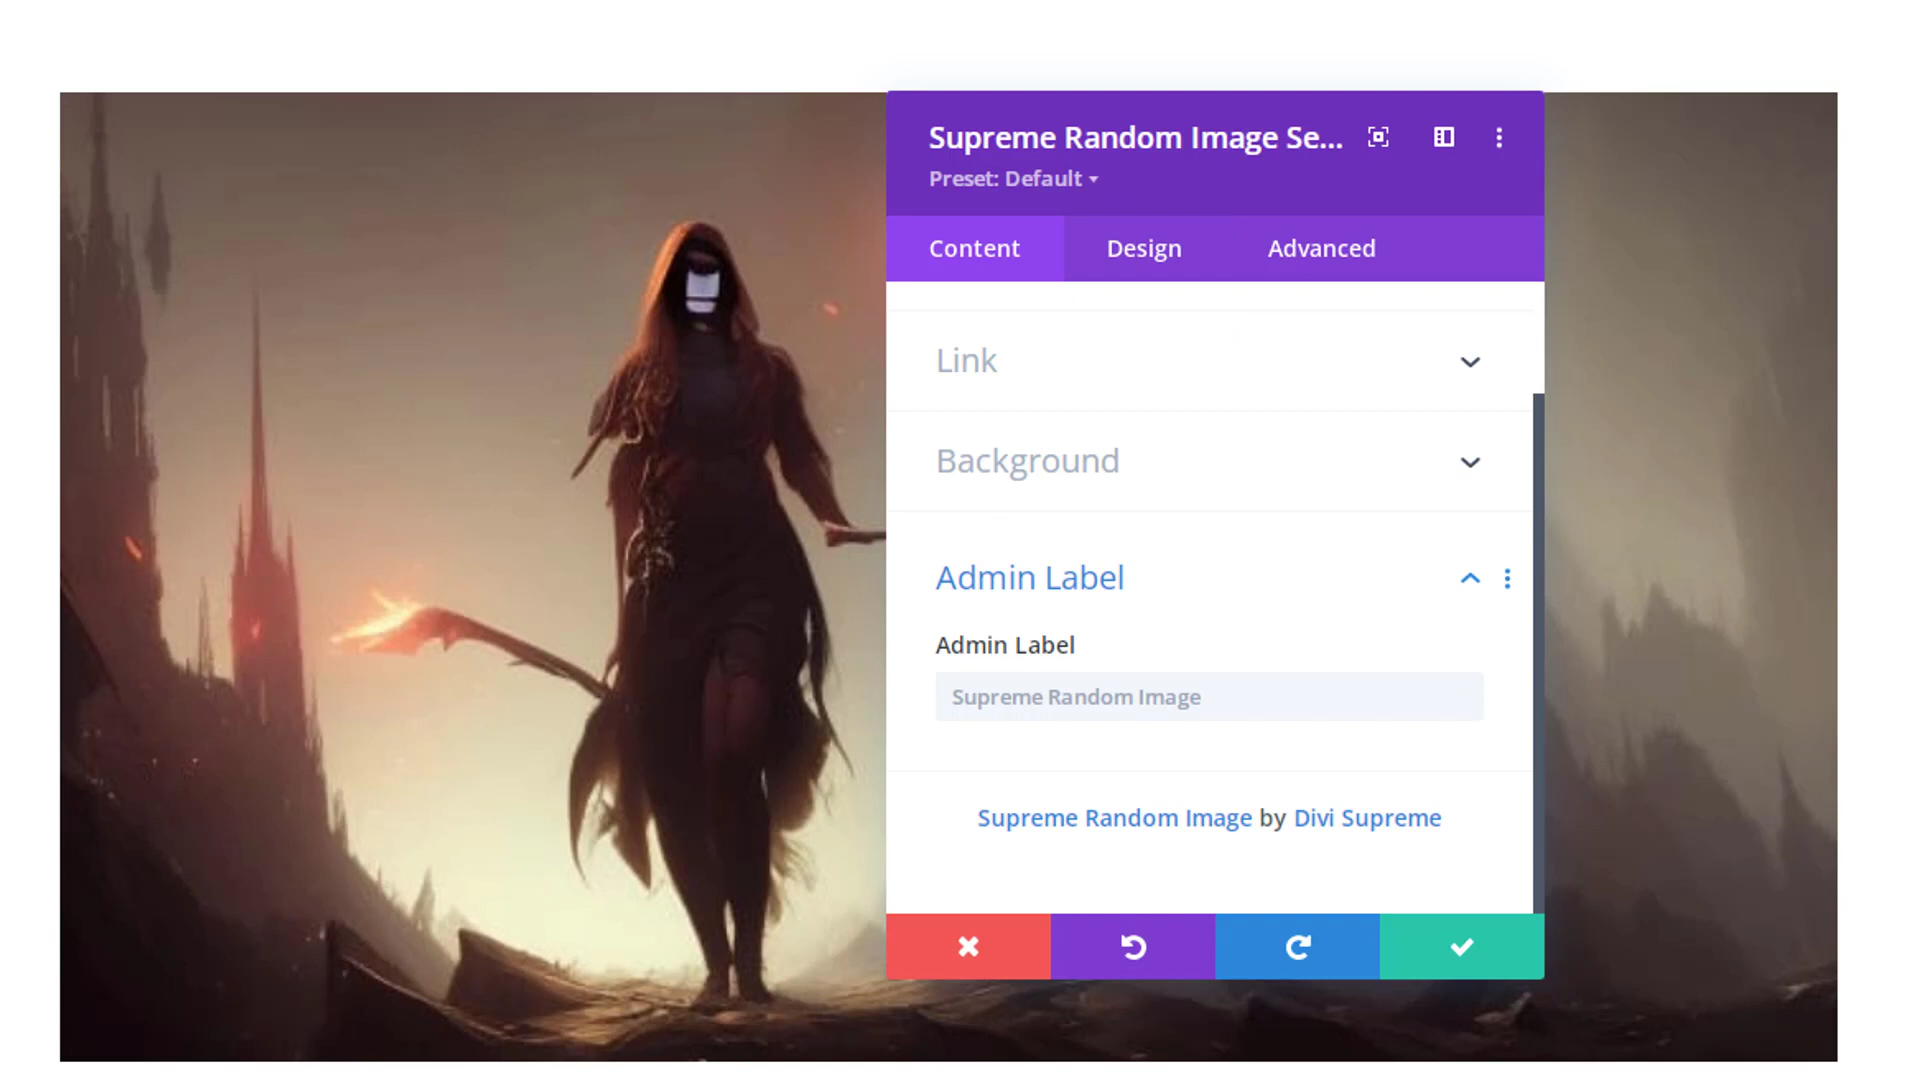 Supreme Random Image Se...
Preset: Default
Content Design Advanced
Link
Background
Admin Label
Admin Label
Supreme Random Image
Supreme Random Image by Divi Supreme